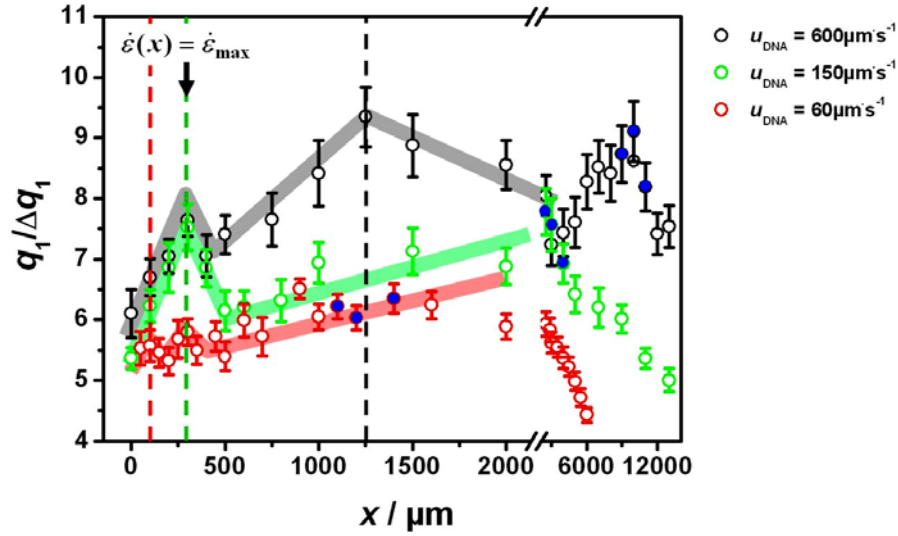 12
11
10
9
8
7
6
5
4
q₁/Δq₁
ε̇(x) = ε̇max
0 500 1000 1500 2000 6000 12000
x / µm
uDNA = 600µm·s⁻¹
uDNA = 150µm·s⁻¹
uDNA = 60µm·s⁻¹